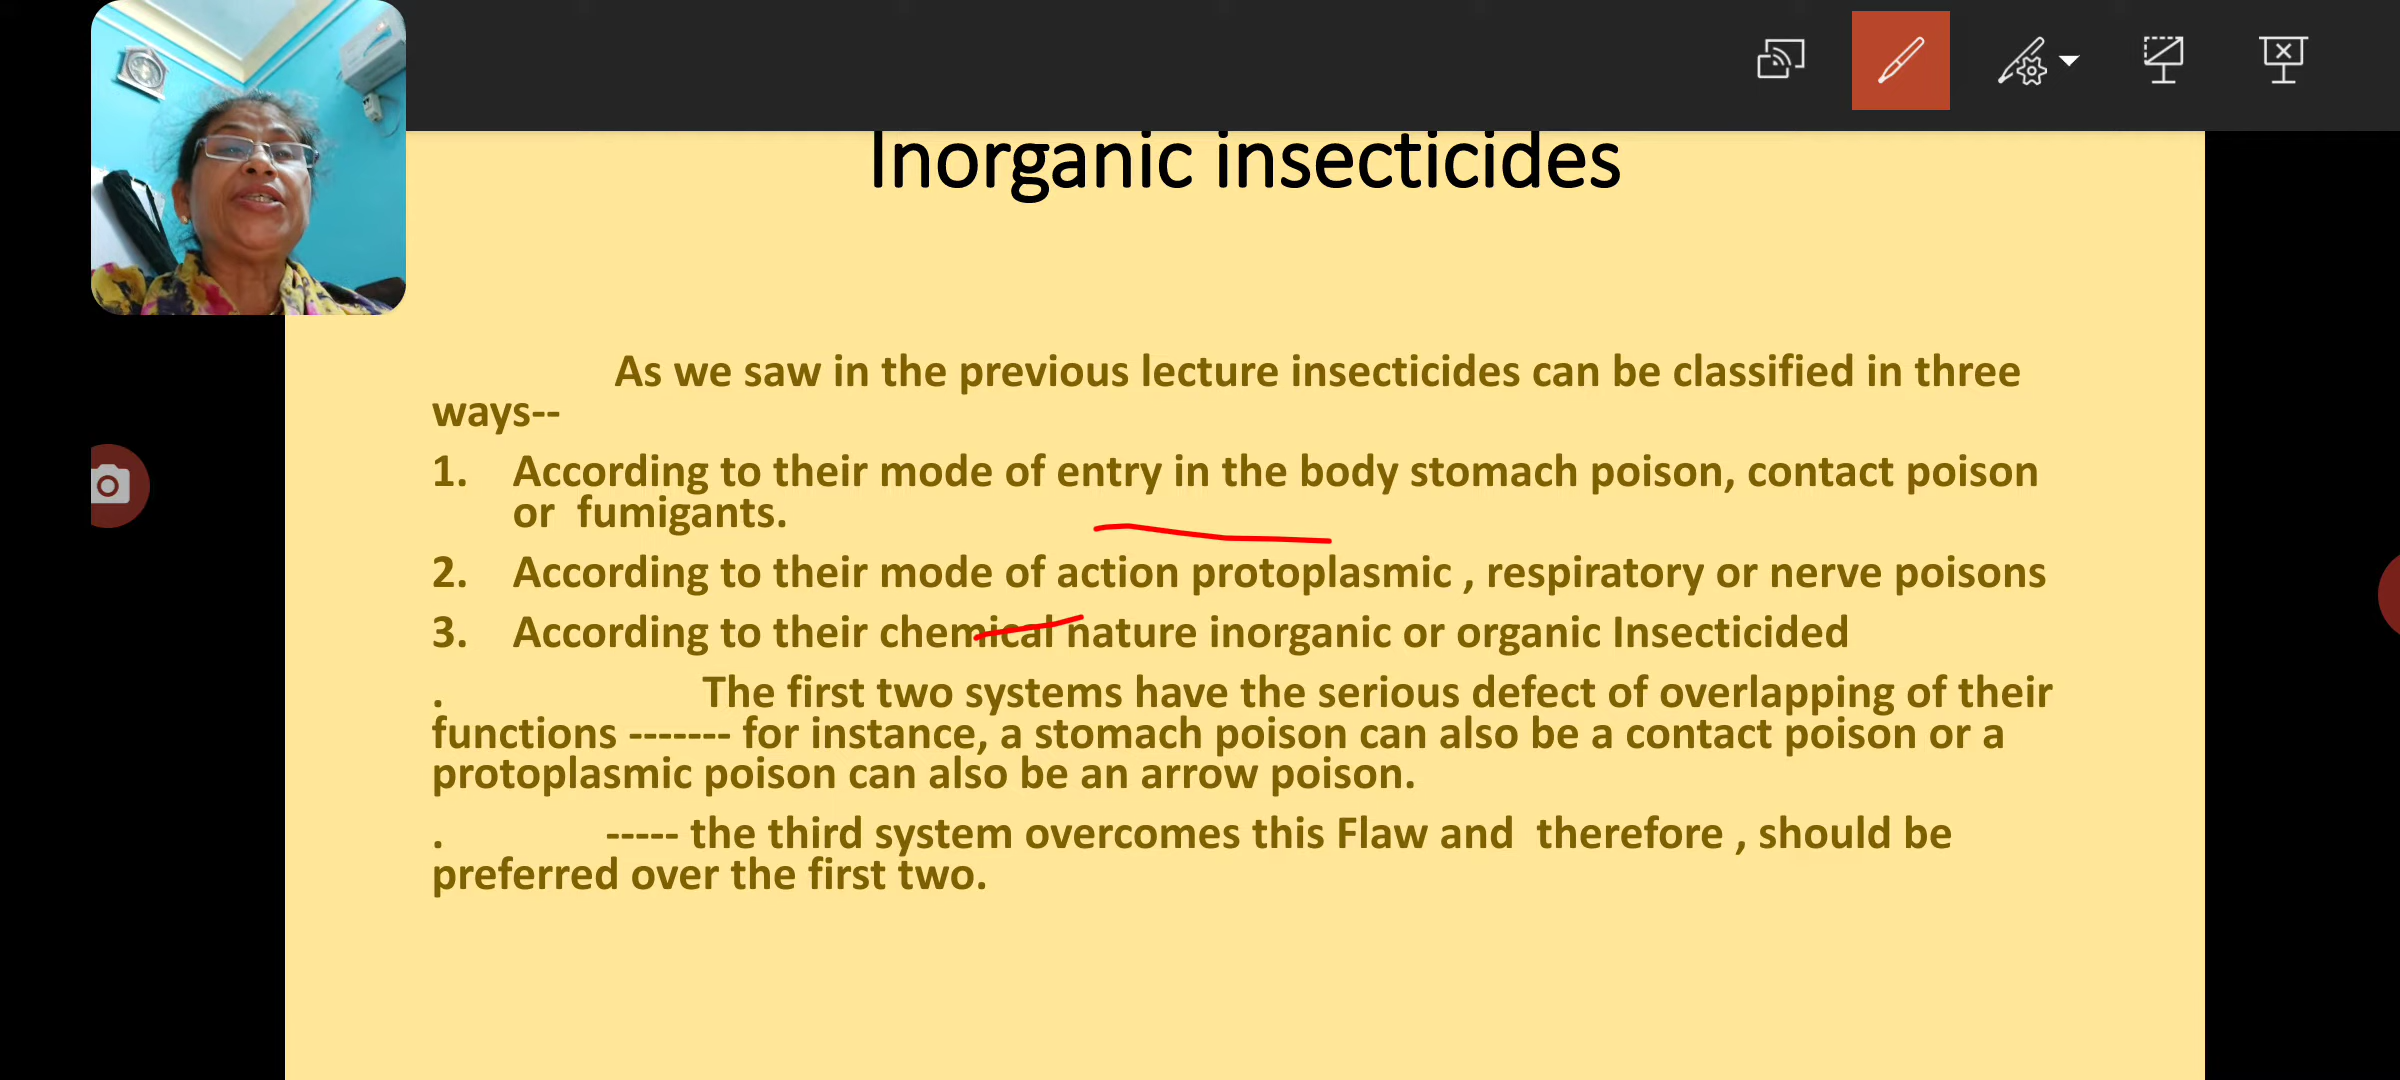 Inorganic insecticides
As we saw in the previous lecture insecticides can be classified in three
ways--
1. According to their mode of entry in the body stomach poison, contact poison
or fumigants.
2. According to their mode of action protoplasmic , respiratory or nerve poisons
3. According to their chemical nature inorganic or organic Insecticided
. The first two systems have the serious defect of overlapping of their
functions ------- for instance, a stomach poison can also be a contact poison or a
protoplasmic poison can also be an arrow poison.
. ----- the third system overcomes this Flaw and therefore , should be
preferred over the first two.